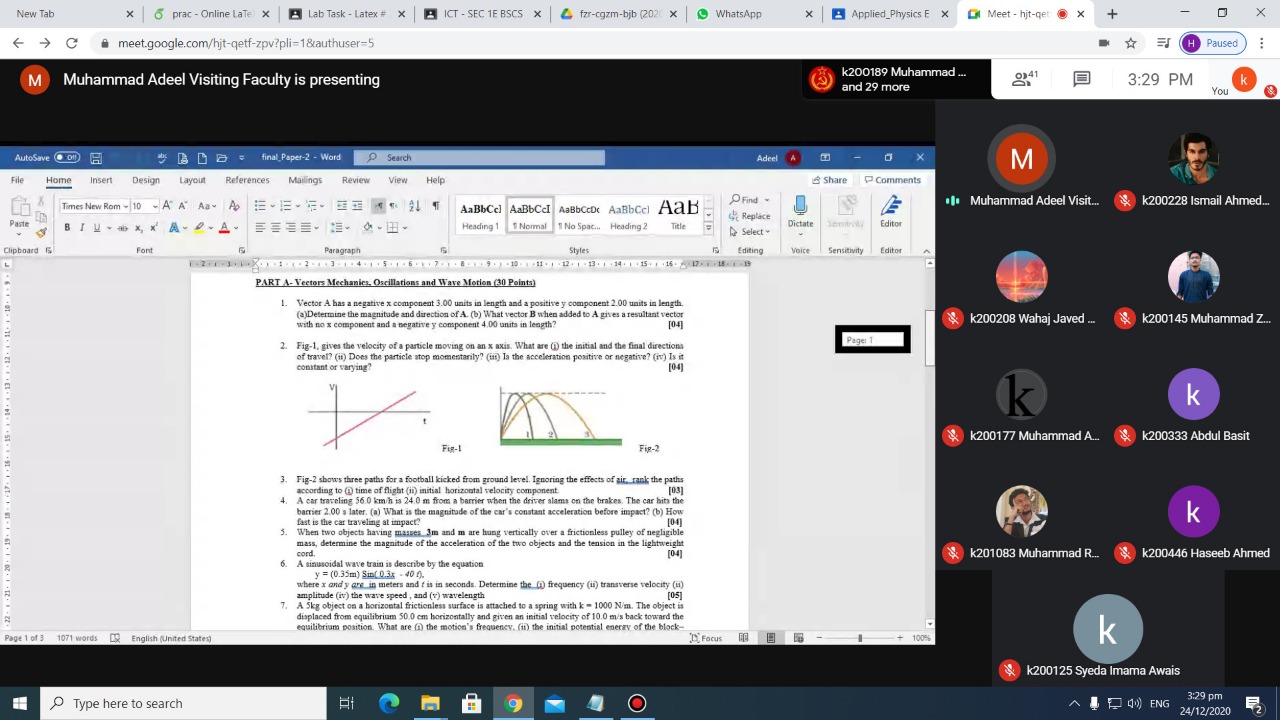 New Tab
prac - Online LaTe
Task - Latex #
ICT - SEC 1E BSCS
fzr-cgzm-bjb (202
WhatsApp
Applied_Physics E
Meet - hjt-qet
meet.google.com/hjt-qetf-zpv?pli=1&authuser=5
H
Paused
M
Muhammad Adeel Visiting Faculty is presenting
k200189 Muhammad ...
and 29 more
41
3:29 PM
You
k
AutoSave
Off
final_Paper-2 - Word
Search
Adeel
A
File
Home
Insert
Design
Layout
References
Mailings
Review
View
Help
Share
Comments
Paste
Times New Rom
10
B I U
AaBbCcI
AaBbCcI
AaBbCcDc
AaBbCcI
AaB
Heading 1
¶ Normal
¶ No Spac...
Heading 2
Title
Find
Replace
Select
Dictate
Sensitivity
Editor
Clipboard
Font
Paragraph
Styles
Editing
Voice
Sensitivity
Editor
PART A- Vectors Mechanics, Oscillations and Wave Motion (30 Points)
1. Vector A has a negative x component 3.00 units in length and a positive y component 2.00 units in length.
(a)Determine the magnitude and direction of A. (b) What vector B when added to A gives a resultant vector
with no x component and a negative y component 4.00 units in length? [04]
2. Fig-1, gives the velocity of a particle moving on an x axis. What are (i) the initial and the final directions
of travel? (ii) Does the particle stop momentarily? (iii) Is the acceleration positive or negative? (iv) Is it
constant or varying? [04]
V
t
Fig-1
1
2
3
Fig-2
3. Fig-2 shows three paths for a football kicked from ground level. Ignoring the effects of air, rank the paths
according to (i) time of flight (ii) initial horizontal velocity component. [03]
4. A car traveling 56.0 km/h is 24.0 m from a barrier when the driver slams on the brakes. The car hits the
barrier 2.00 s later. (a) What is the magnitude of the car's constant acceleration before impact? (b) How
fast is the car traveling at impact? [04]
5. When two objects having masses 3m and m are hung vertically over a frictionless pulley of negligible
mass, determine the magnitude of the acceleration of the two objects and the tension in the lightweight
cord. [04]
6. A sinusoidal wave train is describe by the equation
y = (0.35m) Sin( 0.3x - 40 t),
where x and y are in meters and t is in seconds. Determine the (i) frequency (ii) transverse velocity (ii)
amplitude (iv) the wave speed , and (v) wavelength [05]
7. A 5kg object on a horizontal frictionless surface is attached to a spring with k = 1000 N/m. The object is
displaced from equilibrium 50.0 cm horizontally and given an initial velocity of 10.0 m/s back toward the
equilibrium position. What are (i) the motion's frequency, (ii) the initial potential energy of the block–
Page: 1
Page 1 of 3
1071 words
English (United States)
Focus
100%
M
Muhammad Adeel Visit...
k200228 Ismail Ahmed...
k200208 Wahaj Javed ...
k200145 Muhammad Z...
k
k200177 Muhammad A...
k
k200333 Abdul Basit
k201083 Muhammad R...
k
k200446 Haseeb Ahmed
k
k200125 Syeda Imama Awais
Type here to search
ENG
3:29 pm
24/12/2020
2